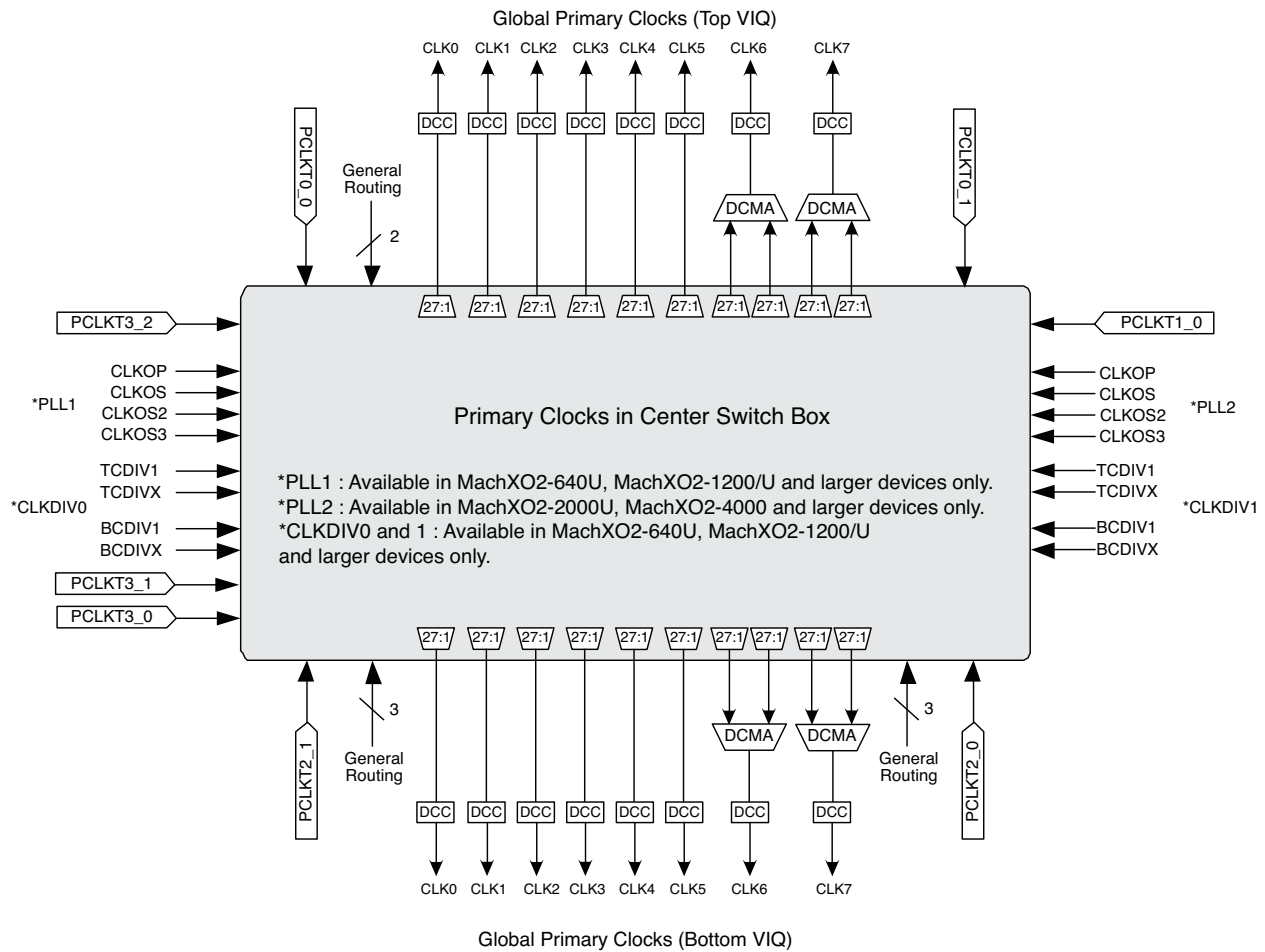 Global Primary Clocks (Top VIQ)
CLK0 CLK1 CLK2 CLK3 CLK4 CLK5 CLK6 CLK7
DCC DCC DCC DCC DCC DCC DCC DCC
PCLKT0_0
General
Routing
2
DCMA DCMA
PCLKT0_1
27:1 27:1 27:1 27:1 27:1 27:1 27:1 27:1 27:1 27:1
PCLKT3_2
PCLKT1_0
*PLL1
CLKOP
CLKOS
CLKOS2
CLKOS3
CLKOP
CLKOS
CLKOS2
CLKOS3
*PLL2
Primary Clocks in Center Switch Box
*CLKDIV0
TCDIV1
TCDIVX
BCDIV1
BCDIVX
TCDIV1
TCDIVX
BCDIV1
BCDIVX
*CLKDIV1
*PLL1 : Available in MachXO2-640U, MachXO2-1200/U and larger devices only.
*PLL2 : Available in MachXO2-2000U, MachXO2-4000 and larger devices only.
*CLKDIV0 and 1 : Available in MachXO2-640U, MachXO2-1200/U
and larger devices only.
PCLKT3_1
PCLKT3_0
27:1 27:1 27:1 27:1 27:1 27:1 27:1 27:1 27:1 27:1
PCLKT2_1
3
General
Routing
DCMA DCMA
3
General
Routing
PCLKT2_0
DCC DCC DCC DCC DCC DCC DCC DCC
CLK0 CLK1 CLK2 CLK3 CLK4 CLK5 CLK6 CLK7
Global Primary Clocks (Bottom VIQ)